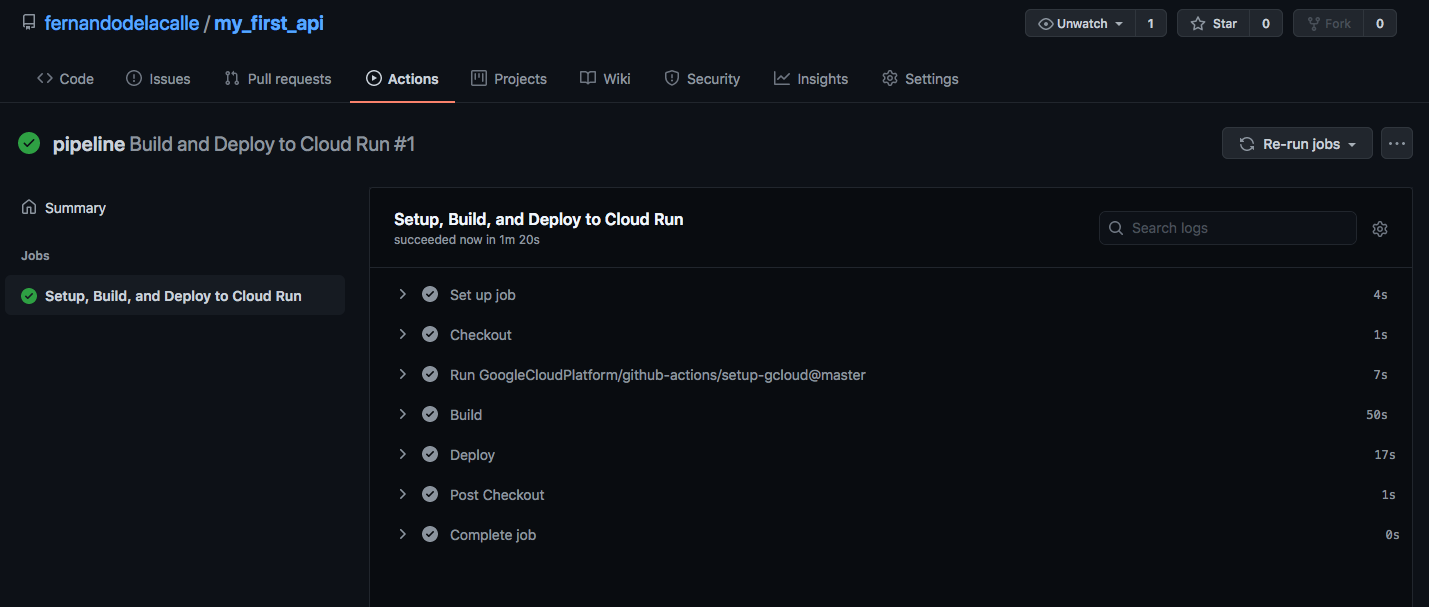 fernandodelacalle / my_first_api
Unwatch 1 Star 0 Fork 0
Code Issues Pull requests Actions Projects Wiki Security Insights Settings
pipeline Build and Deploy to Cloud Run #1
Re-run jobs
Summary
Jobs
Setup, Build, and Deploy to Cloud Run
Setup, Build, and Deploy to Cloud Run
succeeded now in 1m 20s
Search logs
Set up job 4s
Checkout 1s
Run GoogleCloudPlatform/github-actions/setup-gcloud@master 7s
Build 50s
Deploy 17s
Post Checkout 1s
Complete job 0s